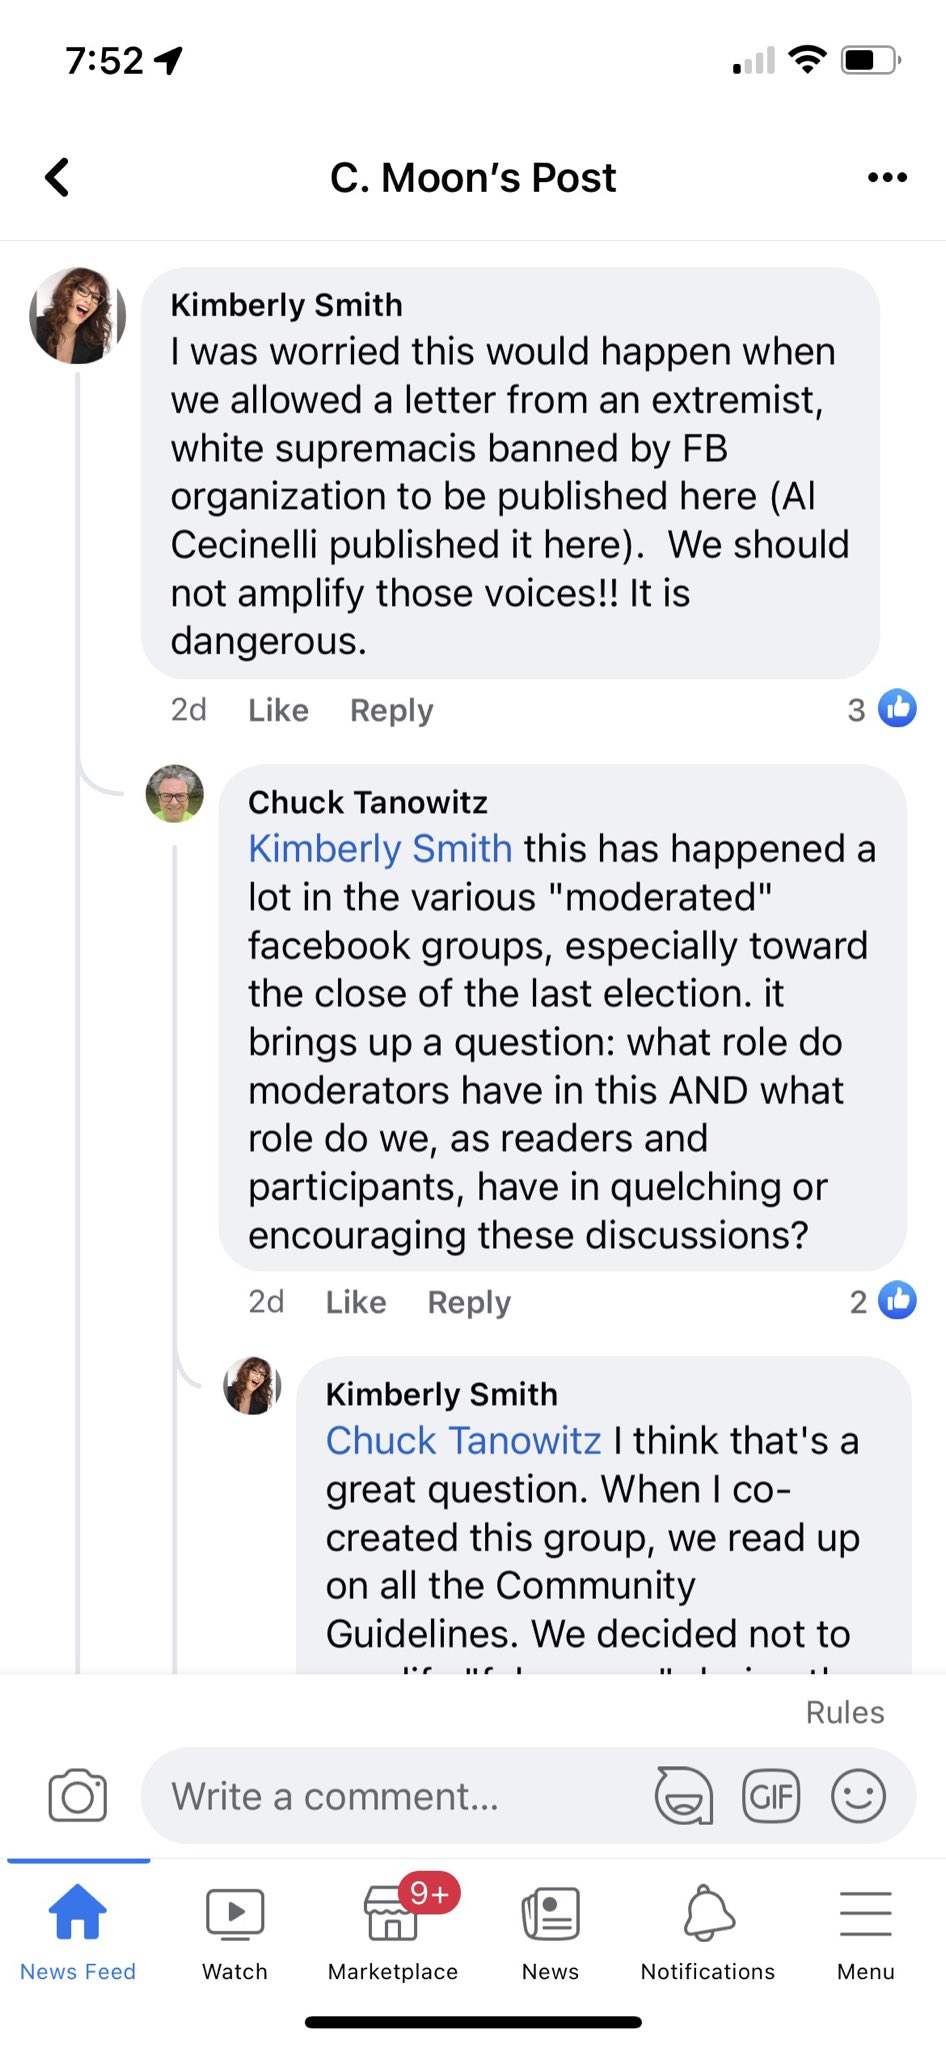 7:52
C. Moon's Post
Kimberly Smith
I was worried this would happen when
we allowed a letter from an extremist,
white supremacis banned by FB
organization to be published here (Al
Cecinelli published it here).  We should
not amplify those voices!! It is
dangerous.
2d Like Reply 3
Chuck Tanowitz
Kimberly Smith this has happened a
lot in the various "moderated"
facebook groups, especially toward
the close of the last election. it
brings up a question: what role do
moderators have in this AND what
role do we, as readers and
participants, have in quelching or
encouraging these discussions?
2d Like Reply 2
Kimberly Smith
Chuck Tanowitz I think that's a
great question. When I co-
created this group, we read up
on all the Community
Guidelines. We decided not to
Rules
Write a comment...
GIF
9+
News Feed Watch Marketplace News Notifications Menu